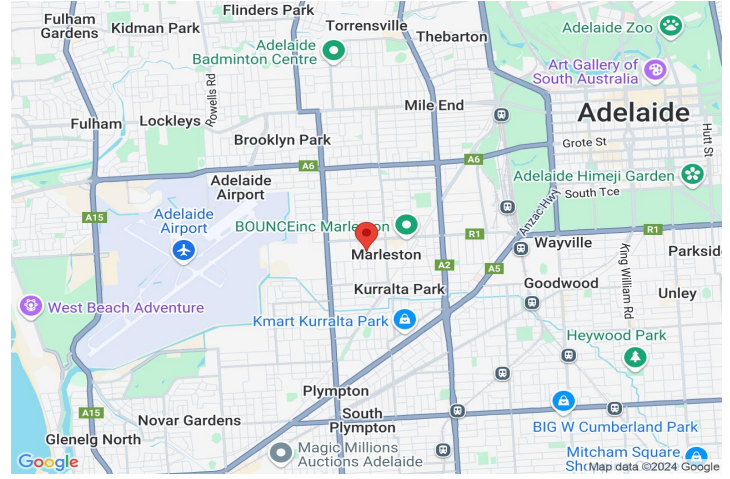 Flinders Park
Fulham
Gardens
Kidman Park
Torrensville
Adelaide Zoo
Thebarton
Adelaide
Badminton Centre
Art Gallery of
South Australia
Rowells Rd
Mile End
Adelaide
Fulham
Lockleys
Hutt St
Brooklyn Park
Grote St
A6
A6
Adelaide
Airport
Adelaide Himeji Garden
South Tce
A15
Adelaide
Airport
BOUNCEinc Marleston
Anzac Hwy
R1
R1
Wayville
Marleston
Parkside
A2
A5
King William Rd
Kurralta Park
Goodwood
Unley
West Beach Adventure
Kmart Kurralta Park
Heywood Park
Plympton
A15
Novar Gardens
South
Plympton
BIG W Cumberland Park
Glenelg North
Magic Millions
Auctions Adelaide
Mitcham Square
Google
Map data ©2024 Google